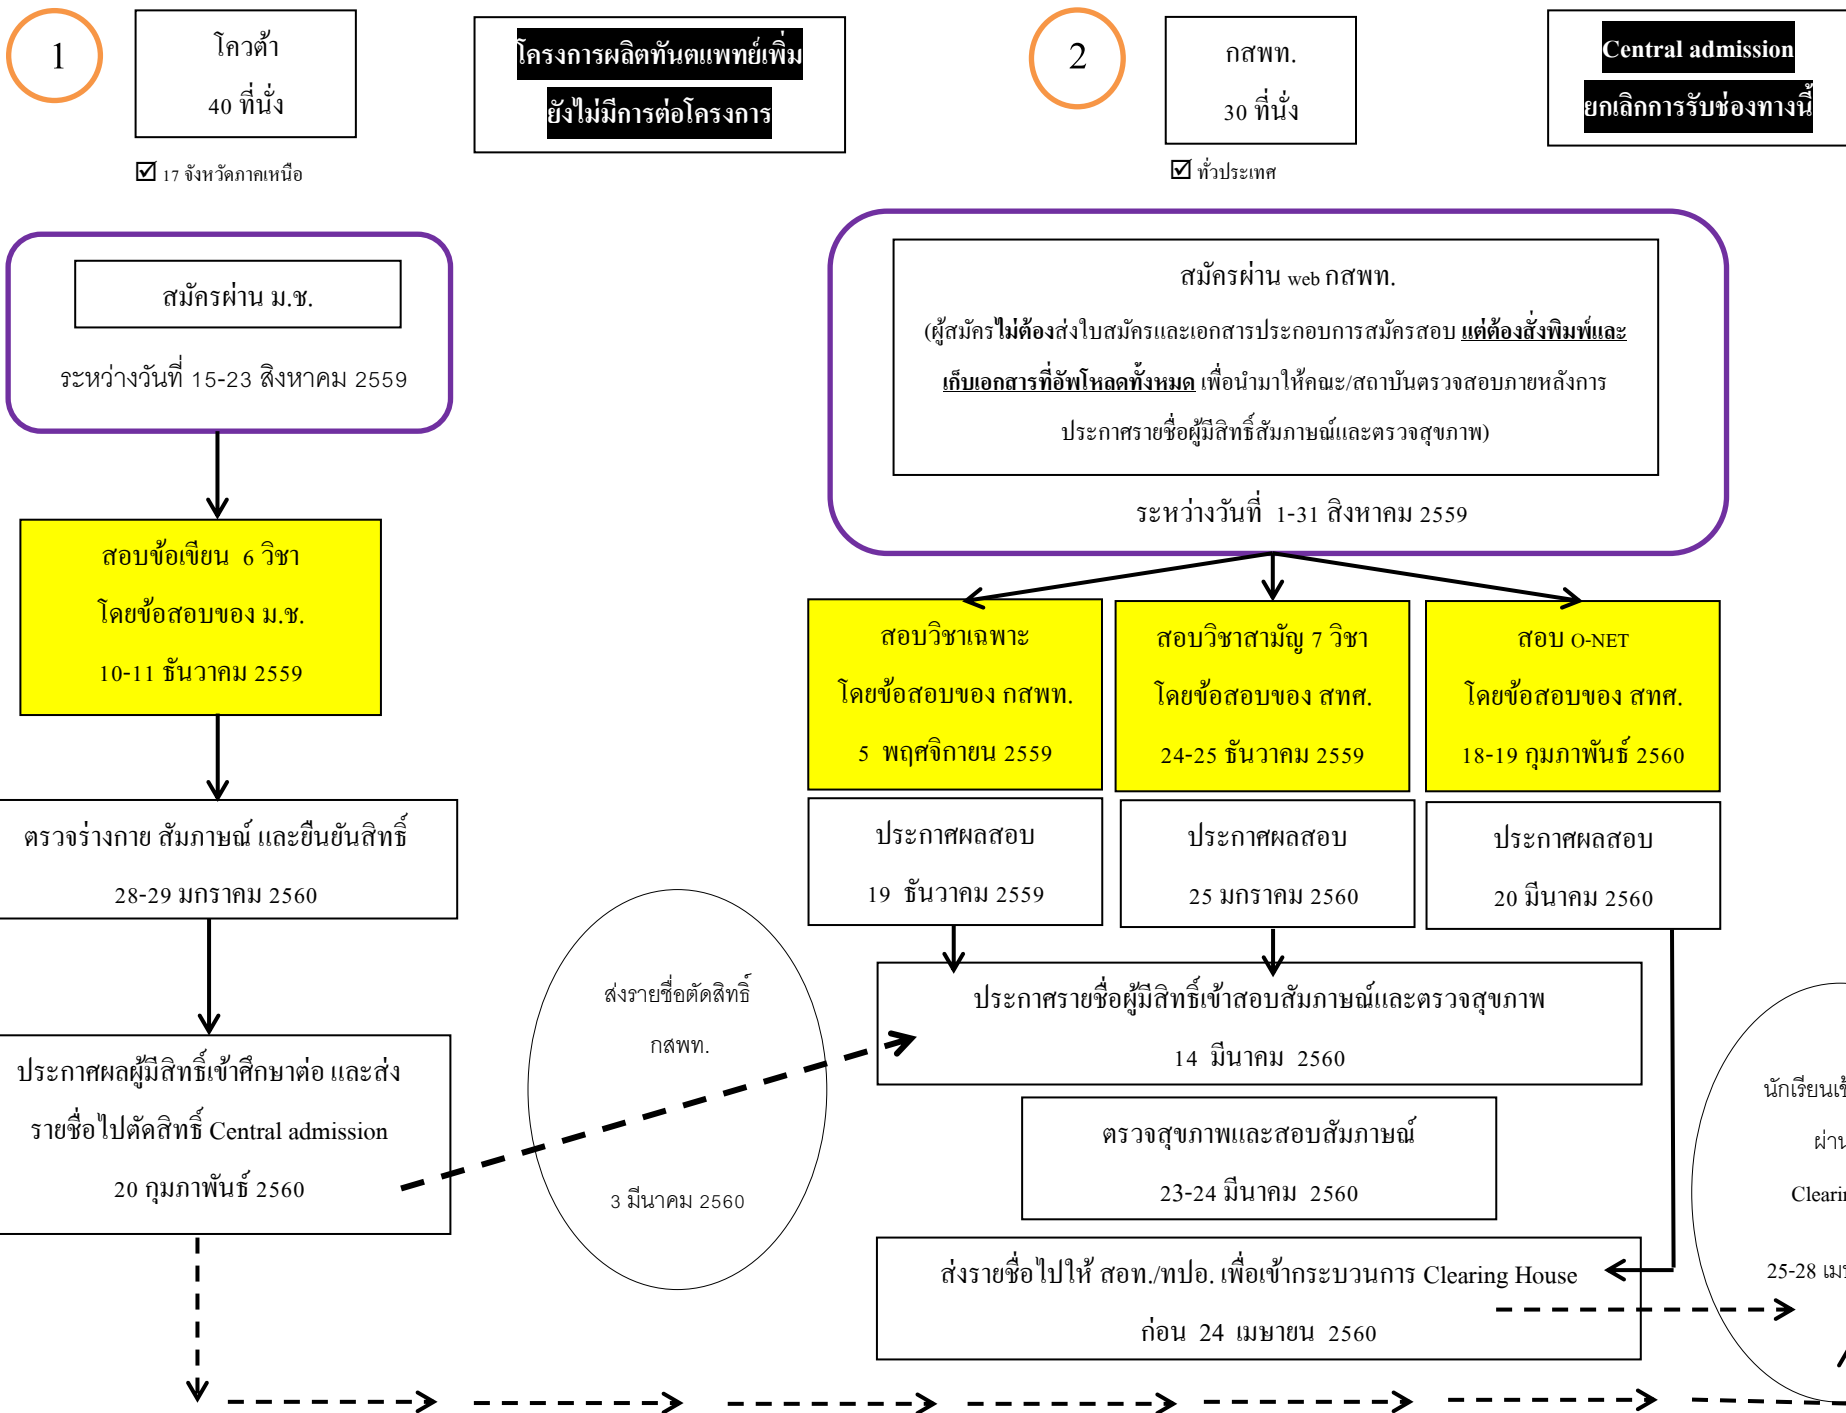 1
โควต้า
40 ที่นั่ง
17 จังหวัดภาคเหนือ
โครงการผลิตทันตแพทย์เพิ่ม
ยังไม่มีการต่อโครงการ
2
กสพท.
30 ที่นั่ง
ทั่วประเทศ
Central admission
ยกเลิกการรับช่องทางนี้
สมัครผ่าน ม.ช.
ระหว่างวันที่ 15-23 สิงหาคม 2559
สอบข้อเขียน 6 วิชา
โดยข้อสอบของ ม.ช.
10-11 ธันวาคม 2559
ตรวจร่างกาย สัมภาษณ์ และยืนยันสิทธิ์
28-29 มกราคม 2560
ประกาศผลผู้มีสิทธิ์เข้าศึกษาต่อ และส่ง
รายชื่อไปตัดสิทธิ์ Central admission
20 กุมภาพันธ์ 2560
ส่งรายชื่อตัดสิทธิ์
กสพท.
3 มีนาคม 2560
สมัครผ่าน web กสพท.
(ผู้สมัครไม่ต้องส่งใบสมัครและเอกสารประกอบการสมัครสอบ แต่ต้องสั่งพิมพ์และ
เก็บเอกสารที่อัพโหลดทั้งหมด เพื่อนำมาให้คณะ/สถาบันตรวจสอบภายหลังการ
ประกาศรายชื่อผู้มีสิทธิ์สัมภาษณ์และตรวจสุขภาพ)
ระหว่างวันที่ 1-31 สิงหาคม 2559
สอบวิชาเฉพาะ
โดยข้อสอบของ กสพท.
5 พฤศจิกายน 2559
สอบวิชาสามัญ 7 วิชา
โดยข้อสอบของ สทศ.
24-25 ธันวาคม 2559
สอบ O-NET
โดยข้อสอบของ สทศ.
18-19 กุมภาพันธ์ 2560
ประกาศผลสอบ
19 ธันวาคม 2559
ประกาศผลสอบ
25 มกราคม 2560
ประกาศผลสอบ
20 มีนาคม 2560
ประกาศรายชื่อผู้มีสิทธิ์เข้าสอบสัมภาษณ์และตรวจสุขภาพ
14 มีนาคม 2560
ตรวจสุขภาพและสอบสัมภาษณ์
23-24 มีนาคม 2560
ส่งรายชื่อไปให้ สอท./ทปอ. เพื่อเข้ากระบวนการ Clearing House
ก่อน 24 เมษายน 2560
ผ่าน
25-28